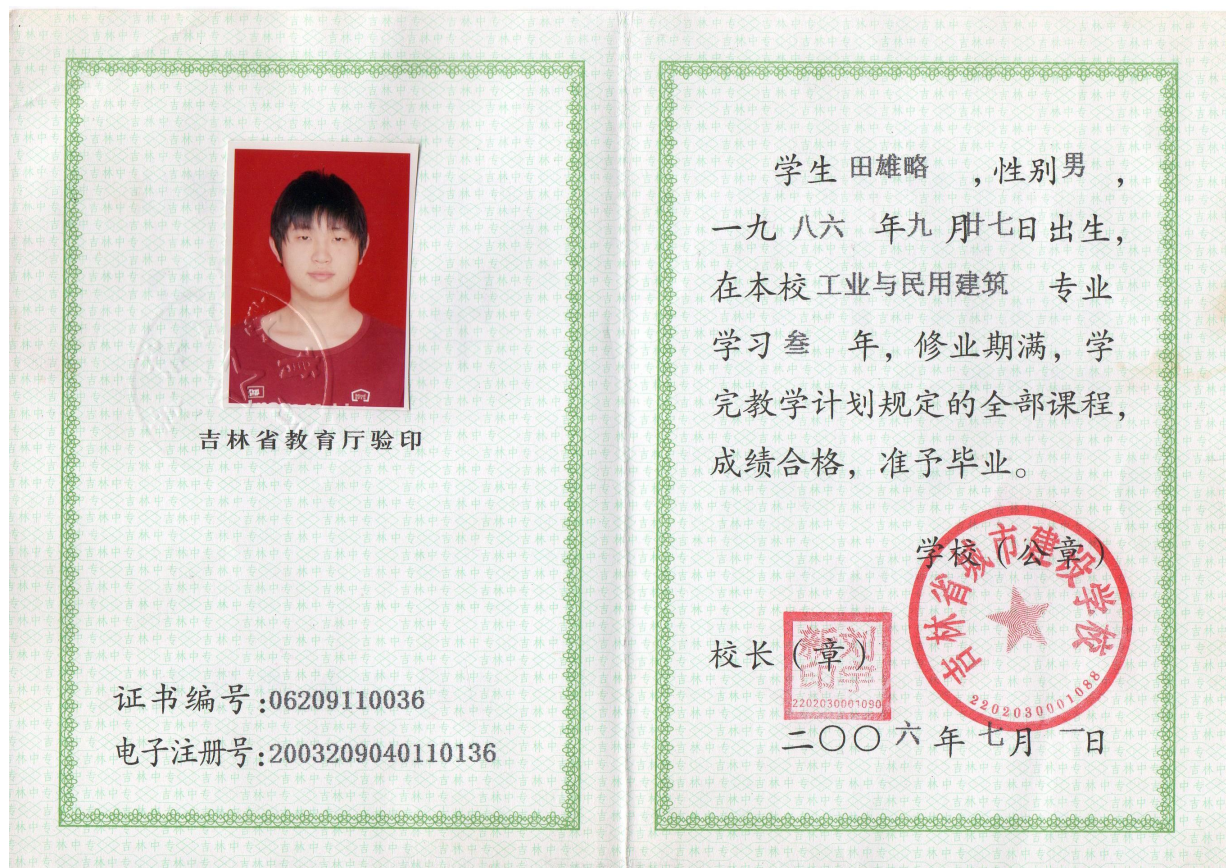 吉林省教育厅验印
证书编号:06209110036
电子注册号:2003209040110136
学生 田雄略 ,性别男 ,
一九 八六 年九 月廿七日出生,
在本校工业与民用建筑 专业
学习叁 年,修业期满,学
完教学计划规定的全部课程,
成绩合格,准予毕业。
学校(公章)
吉林省城市建设学校
2202030001088
校长(章)
2202030001090
二〇〇六 年 七月 一日